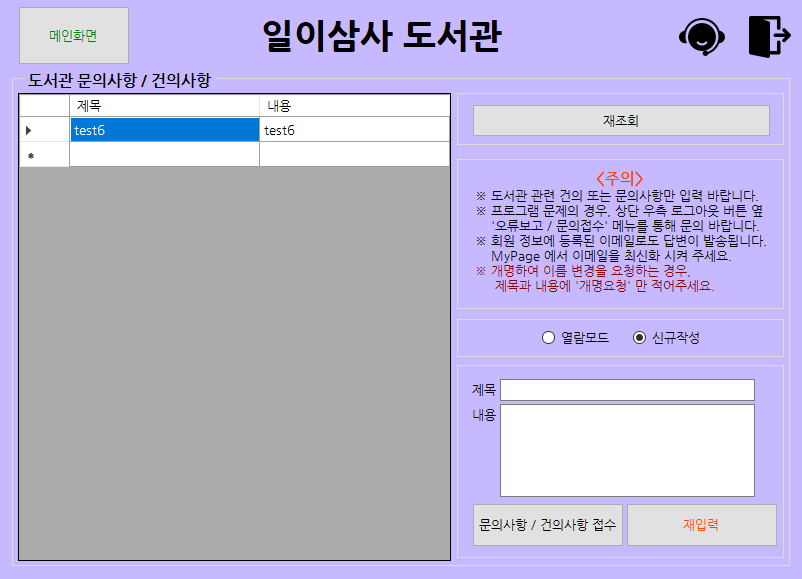 메인화면
일이삼사 도서관
도서관 문의사항 / 건의사항
제목 내용
test6 test6
재조회
<주의>
※ 도서관 관련 건의 또는 문의사항만 입력 바랍니다.
※ 프로그램 문제의 경우, 상단 우측 로그아웃 버튼 옆
'오류보고 / 문의접수' 메뉴를 통해 문의 바랍니다.
※ 회원 정보에 등록된 이메일로도 답변이 발송됩니다.
MyPage 에서 이메일을 최신화 시켜 주세요.
※ 개명하여 이름 변경을 요청하는 경우,
제목과 내용에 '개명요청' 만 적어주세요.
열람모드 신규작성
제목
내용
문의사항 / 건의사항 접수 재입력